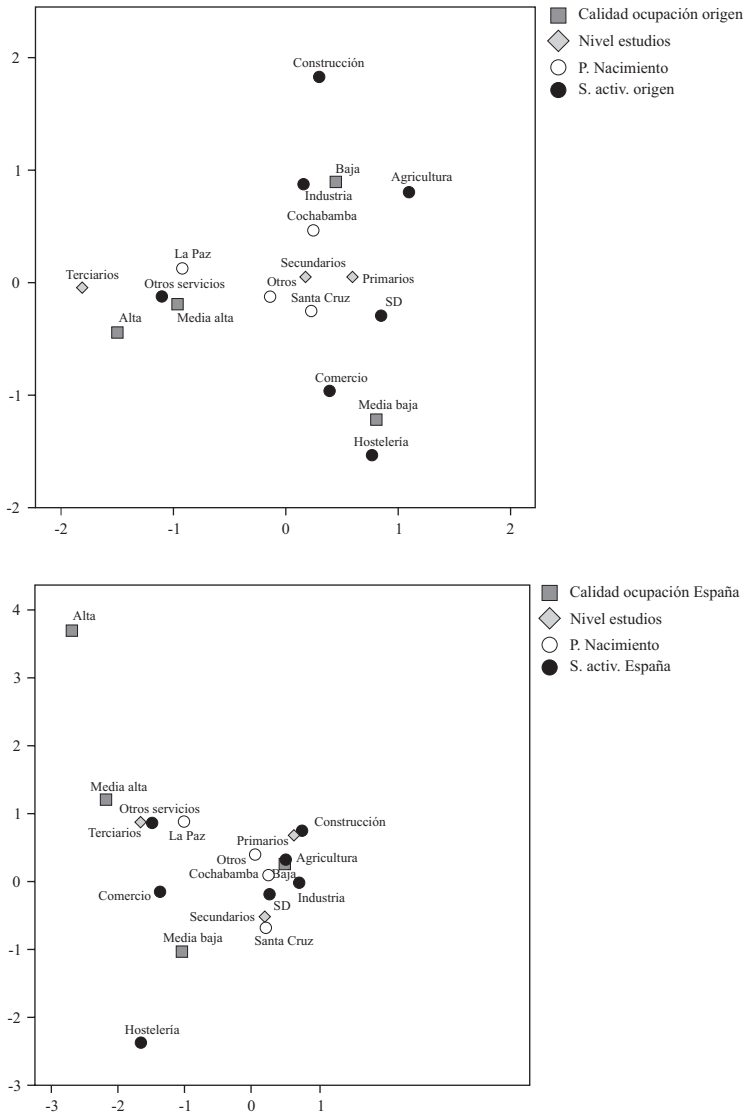 Calidad ocupación origen
Nivel estudios
P. Nacimiento
S. activ. origen
2
Construcción
1
Baja
Industria
Agricultura
Cochabamba
La Paz
Terciarios
Otros servicios
Secundarios
Primarios
0
Otros
Santa Cruz
SD
Alta
Media alta
Comercio
-1
Media baja
Hostelería
-2
-2 -1 0 1 2
Calidad ocupación España
Nivel estudios
P. Nacimiento
S. activ. España
4
Alta
3
2
Media alta
1
Otros servicios
Terciarios
La Paz
Construcción
Primarios
Otros
Agricultura
Cochabamba
Baja
0
Comercio
Industria
SD
Secundarios
Santa Cruz
Media baja
-1
-2
Hostelería
-3
-3 -2 -1 0 1